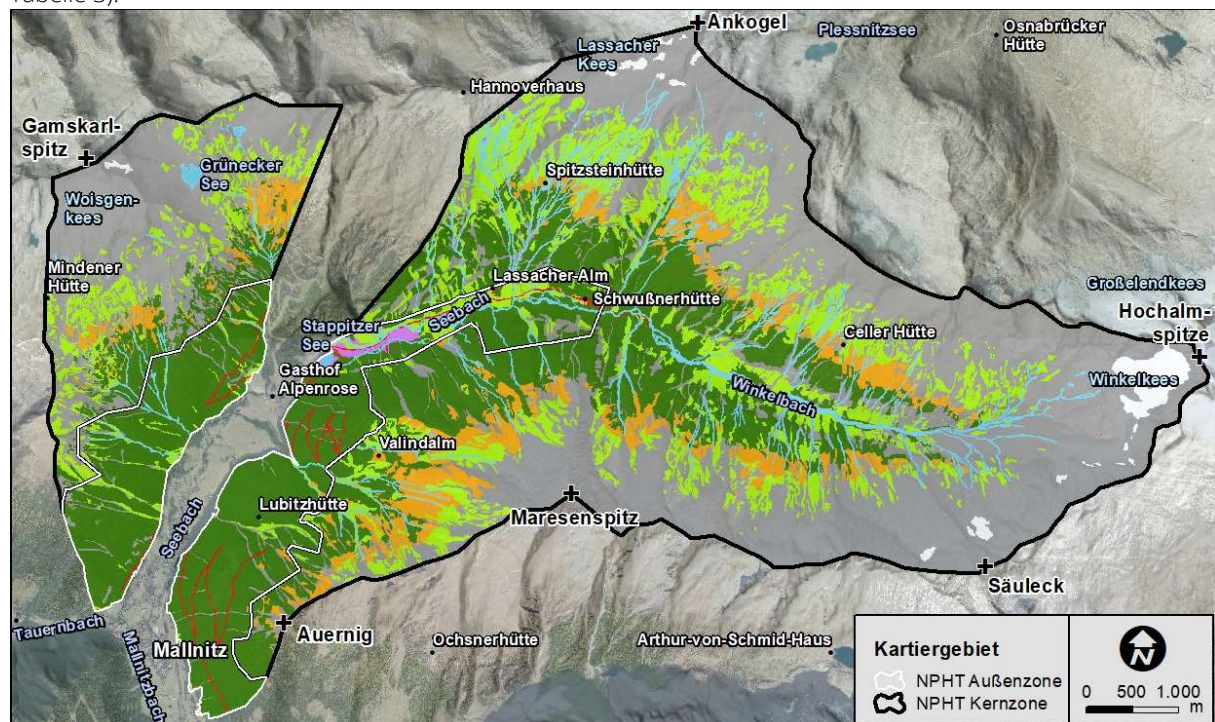 Tabelle 3).
Ankogel
Plessnitzsee
Osnabrücker
Hütte
Lassacher
Kees
Hannoverhaus
Gamskarl-
spitz
Grünecker
See
Spitzsteinhütte
Woisgen-
kees
Mindener
Hütte
Lassacher-Alm
Großelendkees
Seebach
Schwußnerhütte
Hochalm-
spitze
Stappitzer
See
Celler Hütte
Gasthof
Alpenrose
Winkelkees
Winkelbach
Valindalm
Lubitzhütte
Maresenspitz
Seebach
Säuleck
Tauernbach
Auernig
Mallnitz
Ochsnerhütte
Arthur-von-Schmid-Haus
Mallnitzbach
Kartiergebiet
NPHT Außenzone
NPHT Kernzone
N
0 500 1.000
m